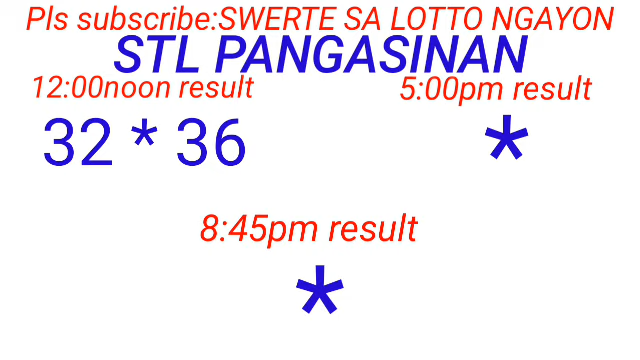 Pls subscribe:SWERTE SA LOTTO NGAYON
STL PANGASINAN
12:00noon result
5:00pm result
32 * 36
*
8:45pm result
*